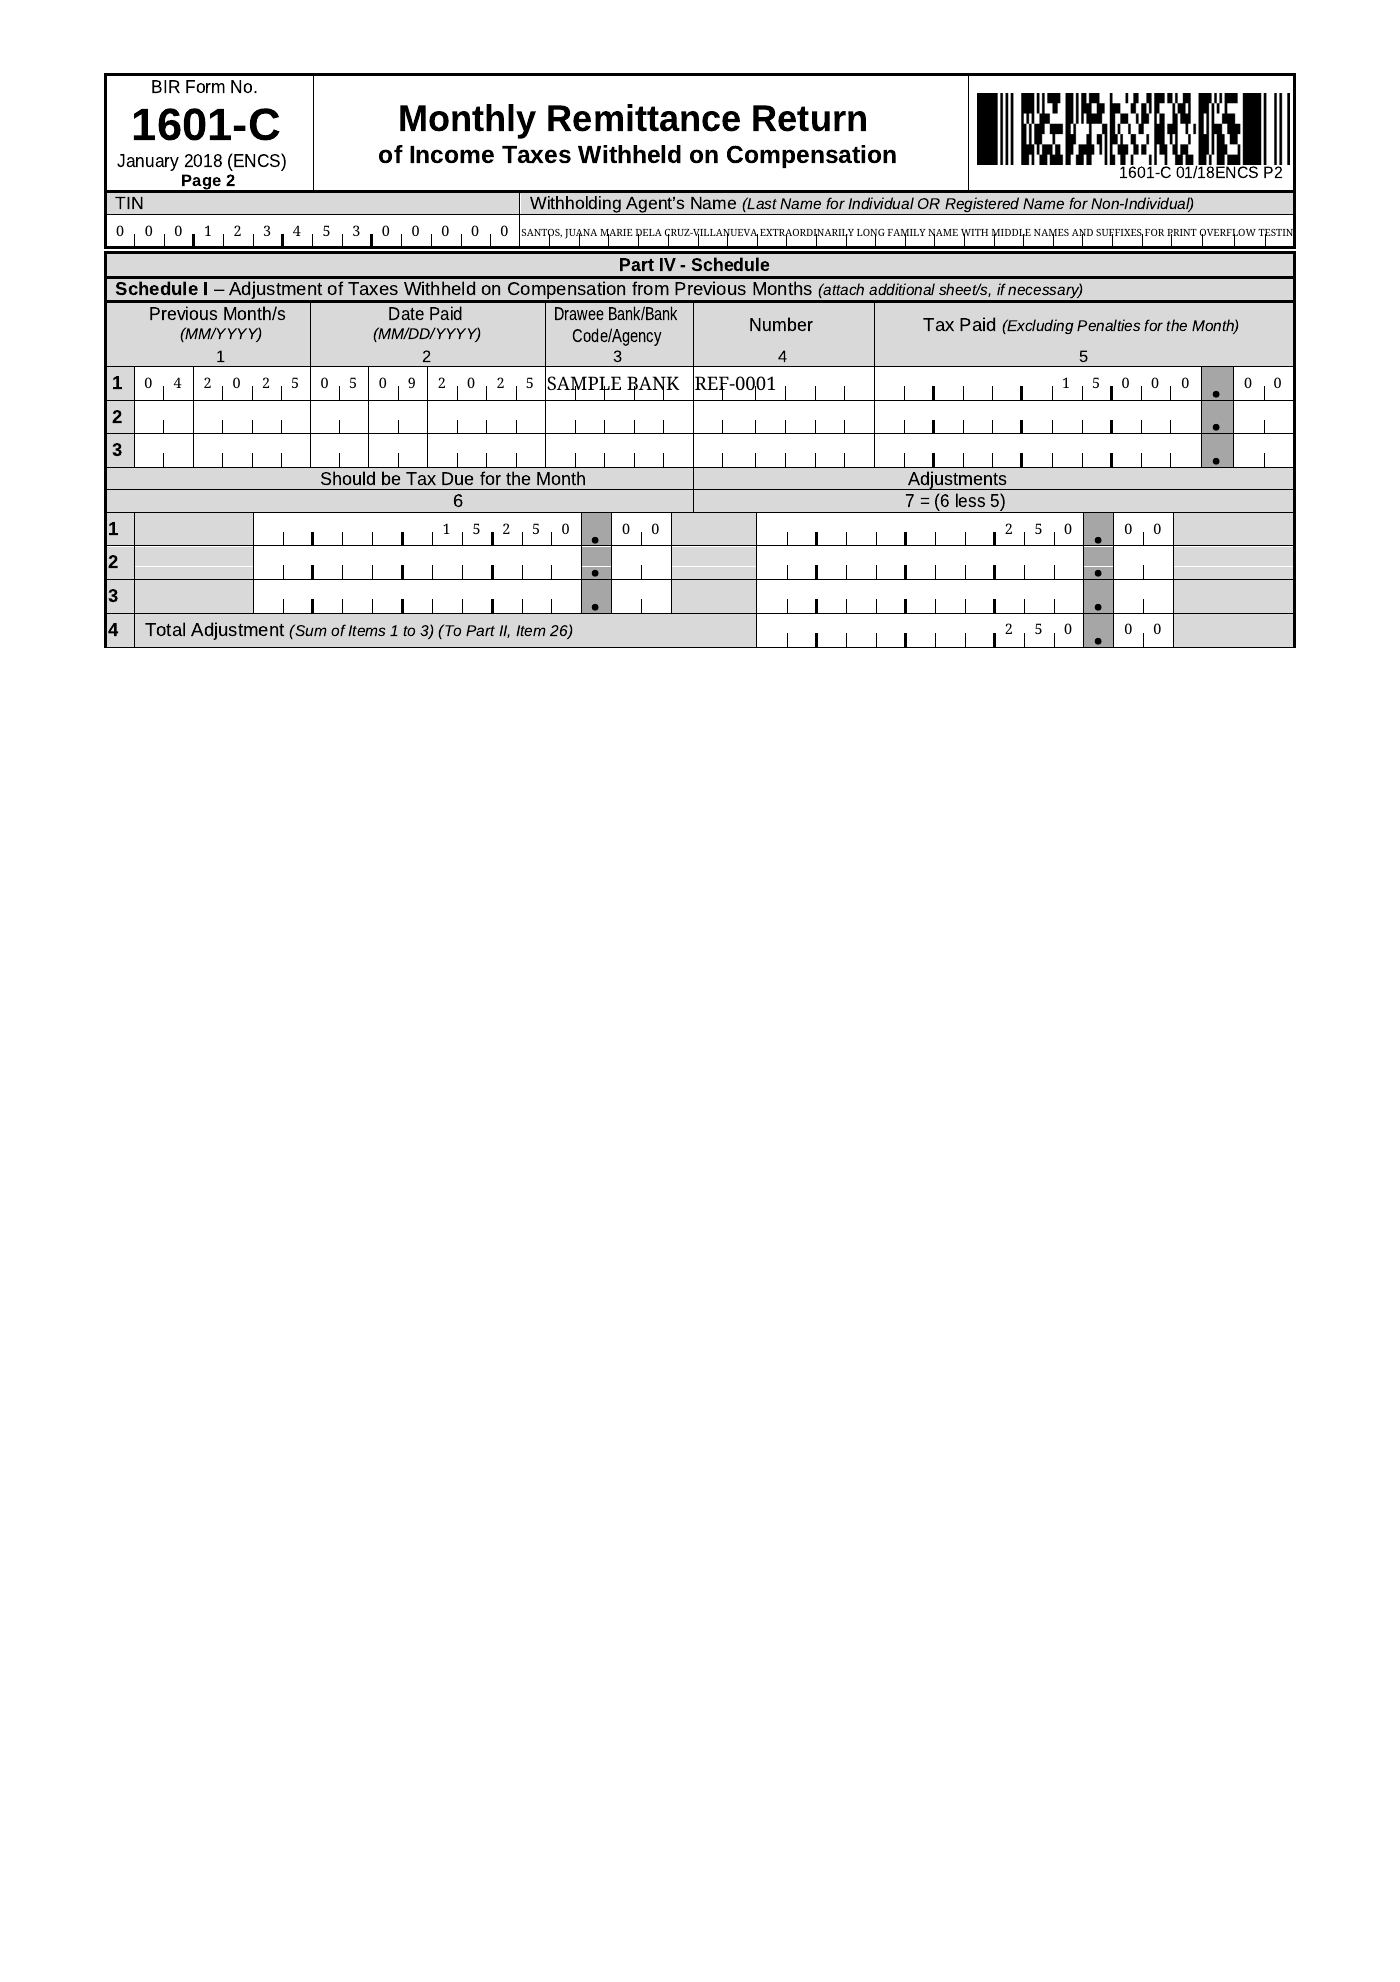 BIR Form No.
1601-C
January 2018 (ENCS)
Page 2
Monthly Remittance Return
of Income Taxes Withheld on Compensation
1601-C 01/18ENCS P2
TIN
Withholding Agent’s Name (Last Name for Individual OR Registered Name for Non-Individual)
0 0 0 1 2 3 4 5 3 0 0 0 0 0
SANTOS, JUANA MARIE DELA CRUZ-VILLANUEVA EXTRAORDINARILY LONG FAMILY NAME WITH MIDDLE NAMES AND SUFFIXES FOR PRINT OVERFLOW TESTIN
Part IV - Schedule
Schedule I – Adjustment of Taxes Withheld on Compensation from Previous Months (attach additional sheet/s, if necessary)
Previous Month/s
(MM/YYYY)
1
Date Paid
(MM/DD/YYYY)
2
Drawee Bank/Bank
Code/Agency
3
Number
4
Tax Paid (Excluding Penalties for the Month)
5
1 0 4 2 0 2 5 0 5 0 9 2 0 2 5 SAMPLE BANK REF-0001 1 5 0 0 0 . 0 0
2 .
3 .
Should be Tax Due for the Month
Adjustments
6
7 = (6 less 5)
1 1 5 2 5 0 . 0 0 2 5 0 . 0 0
2 . .
3 . .
4 Total Adjustment (Sum of Items 1 to 3) (To Part II, Item 26) 2 5 0 . 0 0